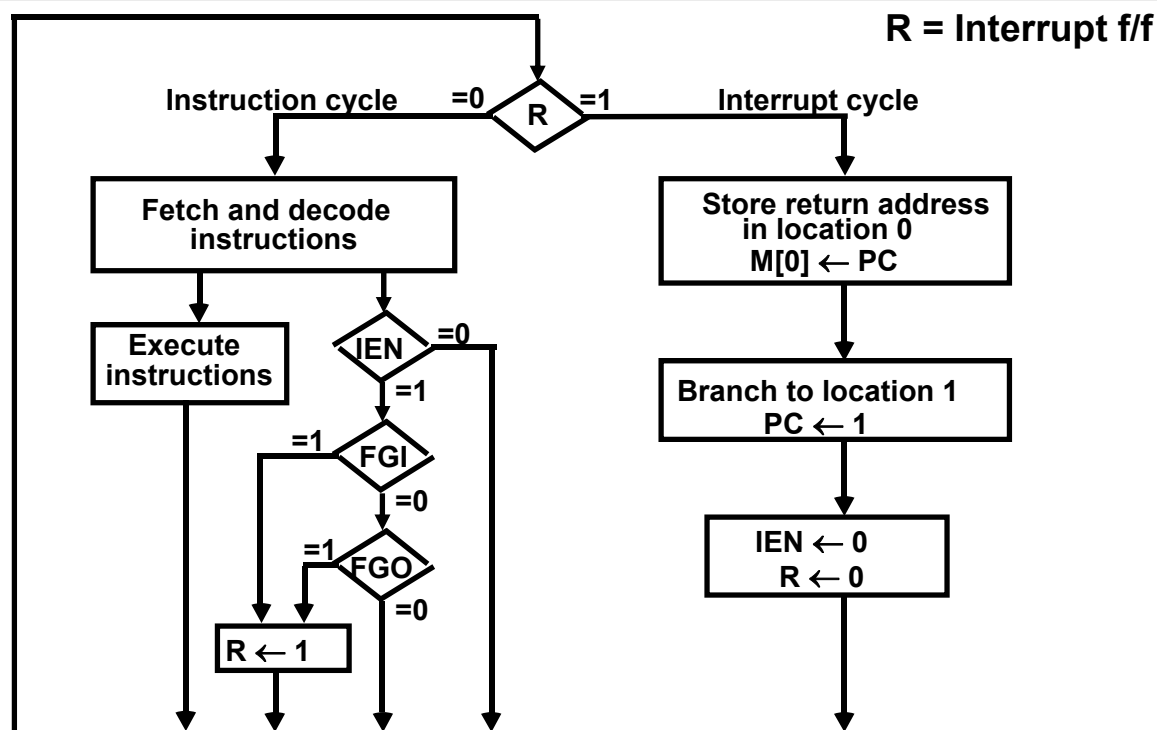 R = Interrupt f/f
Instruction cycle
=0
R
=1
Interrupt cycle
Fetch and decode
instructions
Execute
instructions
IEN
=0
=1
FGI
=1
=0
FGO
=1
=0
R ← 1
Store return address
in location 0
M[0] ← PC
Branch to location 1
PC ← 1
IEN ← 0
R ← 0